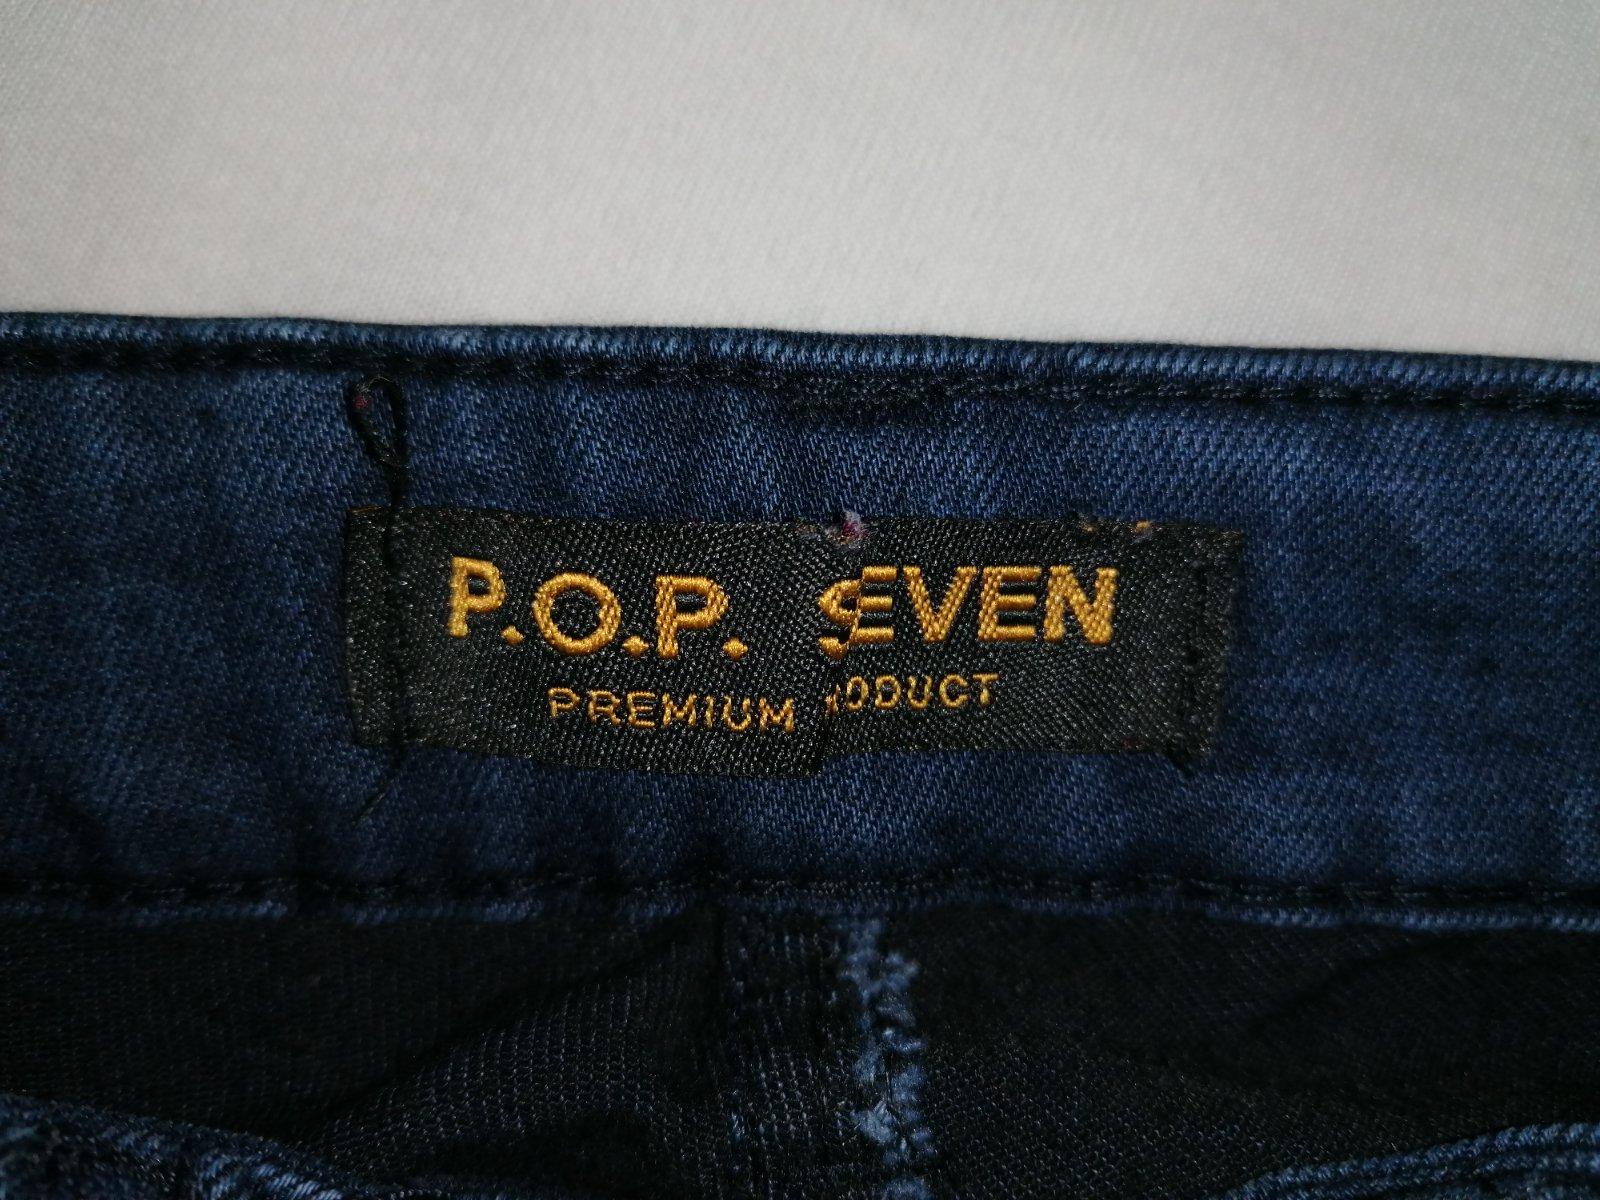 P.O.P. SEVEN
PREMIUM RODUCT